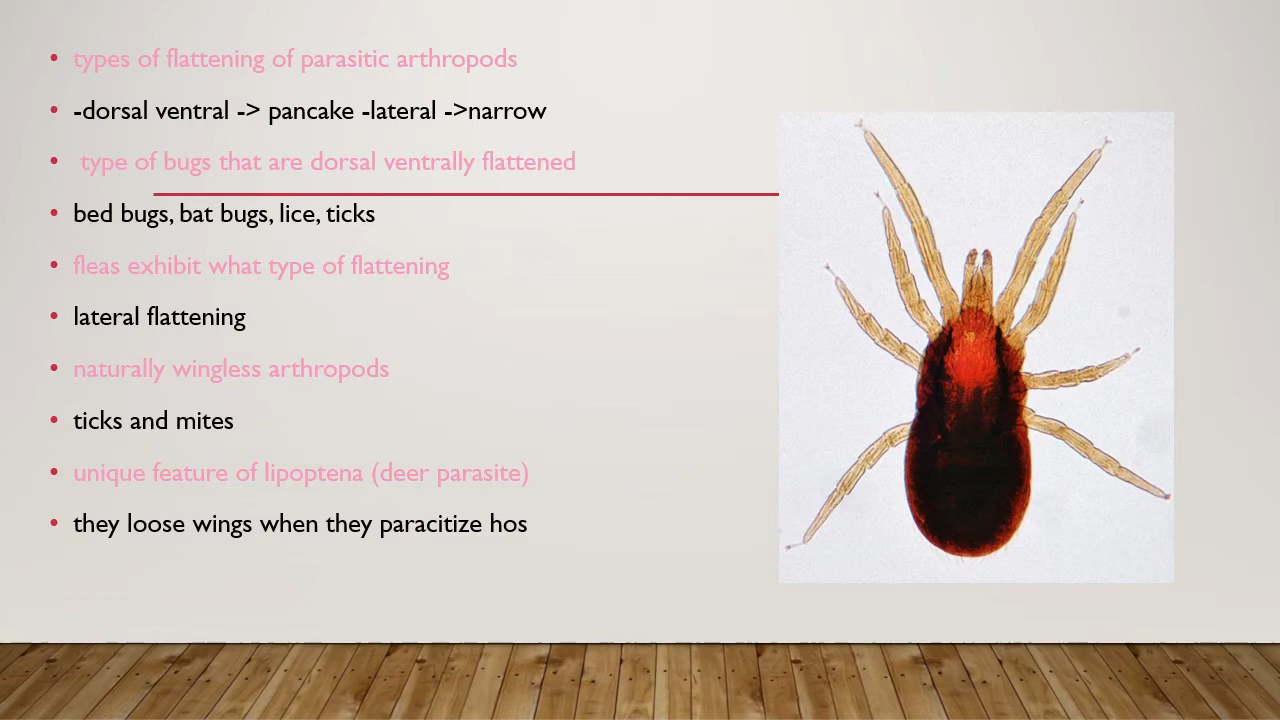 types of flattening of parasitic arthropods
-dorsal ventral -> pancake -lateral ->narrow
type of bugs that are dorsal ventrally flattened
bed bugs, bat bugs, lice, ticks
fleas exhibit what type of flattening
lateral flattening
naturally wingless arthropods
ticks and mites
unique feature of lipoptena (deer parasite)
they loose wings when they paracitize hos